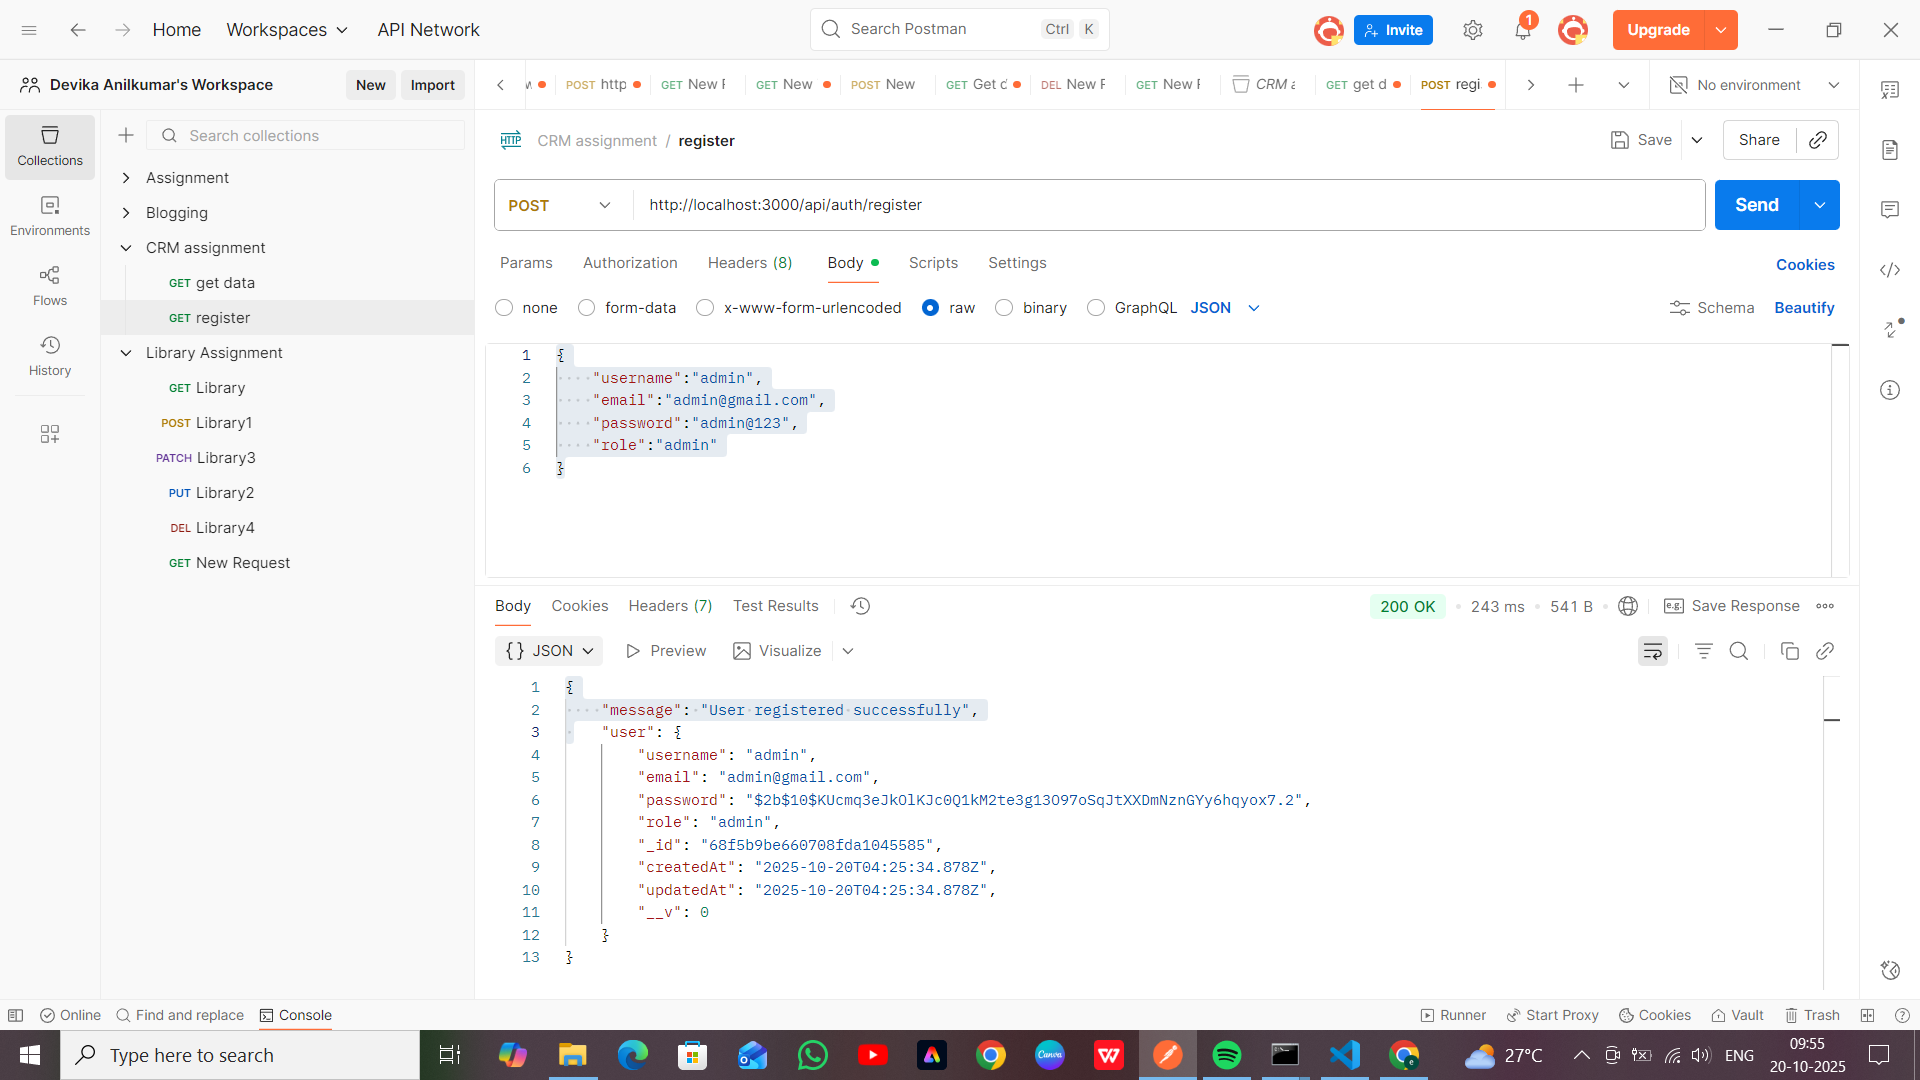 Home Workspaces API Network
Search Postman Ctrl K
Invite 1 Upgrade
Devika Anilkumar's Workspace New Import
POST http GET New F GET New POST New GET Get d DEL New F GET New F CRM a GET get d POST regi No environment
Collections
Environments
Flows
History
Search collections
Assignment
Blogging
CRM assignment
GET get data
GET register
Library Assignment
GET Library
POST Library1
PATCH Library3
PUT Library2
DEL Library4
GET New Request
HTTP CRM assignment / register Save Share
POST http://localhost:3000/api/auth/register Send
Params Authorization Headers (8) Body Scripts Settings Cookies
none form-data x-www-form-urlencoded raw binary GraphQL JSON Schema Beautify
1 {
2 "username":"admin",
3 "email":"admin@gmail.com",
4 "password":"admin@123",
5 "role":"admin"
6 }
Body Cookies Headers (7) Test Results 200 OK 243 ms 541 B e.g. Save Response
{} JSON Preview Visualize
1 {
2 "message": "User registered successfully",
3 "user": {
4 "username": "admin",
5 "email": "admin@gmail.com",
6 "password": "$2b$10$KUcmq3eJkOlKJc0Q1kM2te3g13O97oSqJtXXDmNznGYy6hqyox7.2",
7 "role": "admin",
8 "_id": "68f5b9be660708fda1045585",
9 "createdAt": "2025-10-20T04:25:34.878Z",
10 "updatedAt": "2025-10-20T04:25:34.878Z",
11 "__v": 0
12 }
13 }
Online Find and replace Console Runner Start Proxy Cookies Vault Trash
Type here to search Canva 27°C ENG 09:55
20-10-2025